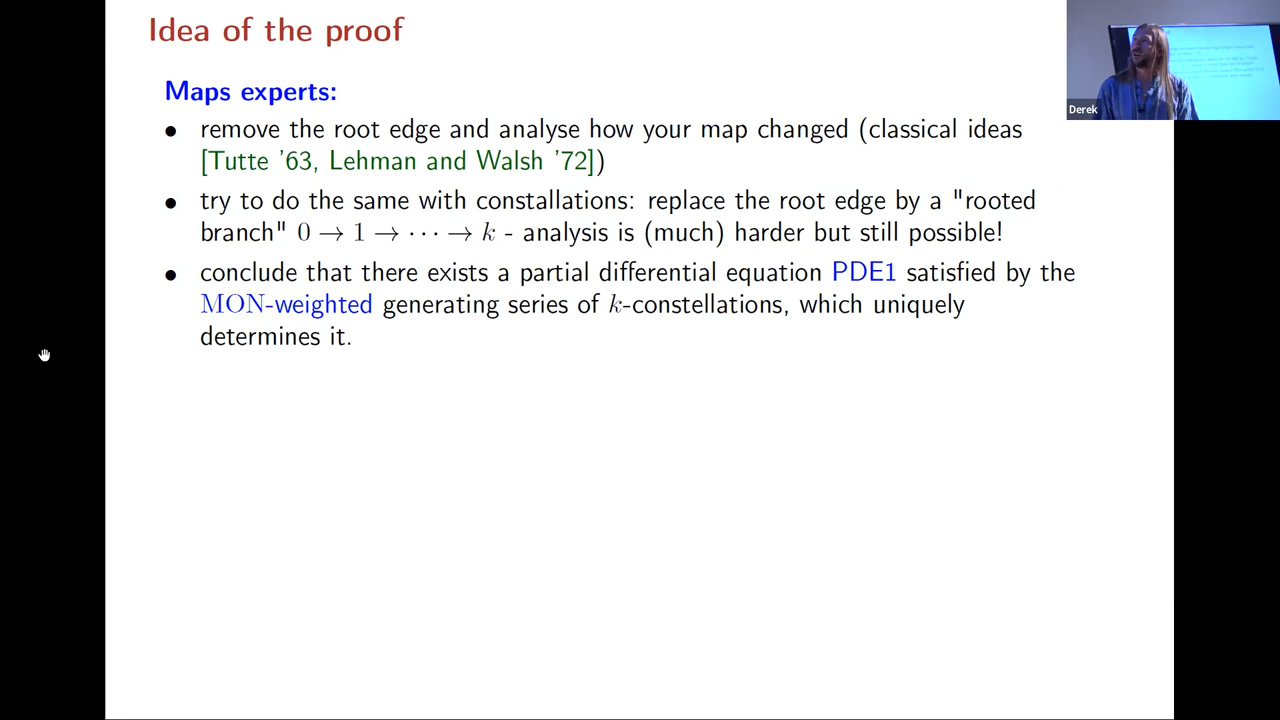 Idea of the proof
Maps experts:
• remove the root edge and analyse how your map changed (classical ideas
[Tutte '63, Lehman and Walsh '72])
• try to do the same with constallations: replace the root edge by a "rooted
branch" 0 → 1 → ⋯ → k - analysis is (much) harder but still possible!
• conclude that there exists a partial differential equation PDE1 satisfied by the
MON-weighted generating series of k-constellations, which uniquely
determines it.
Derek